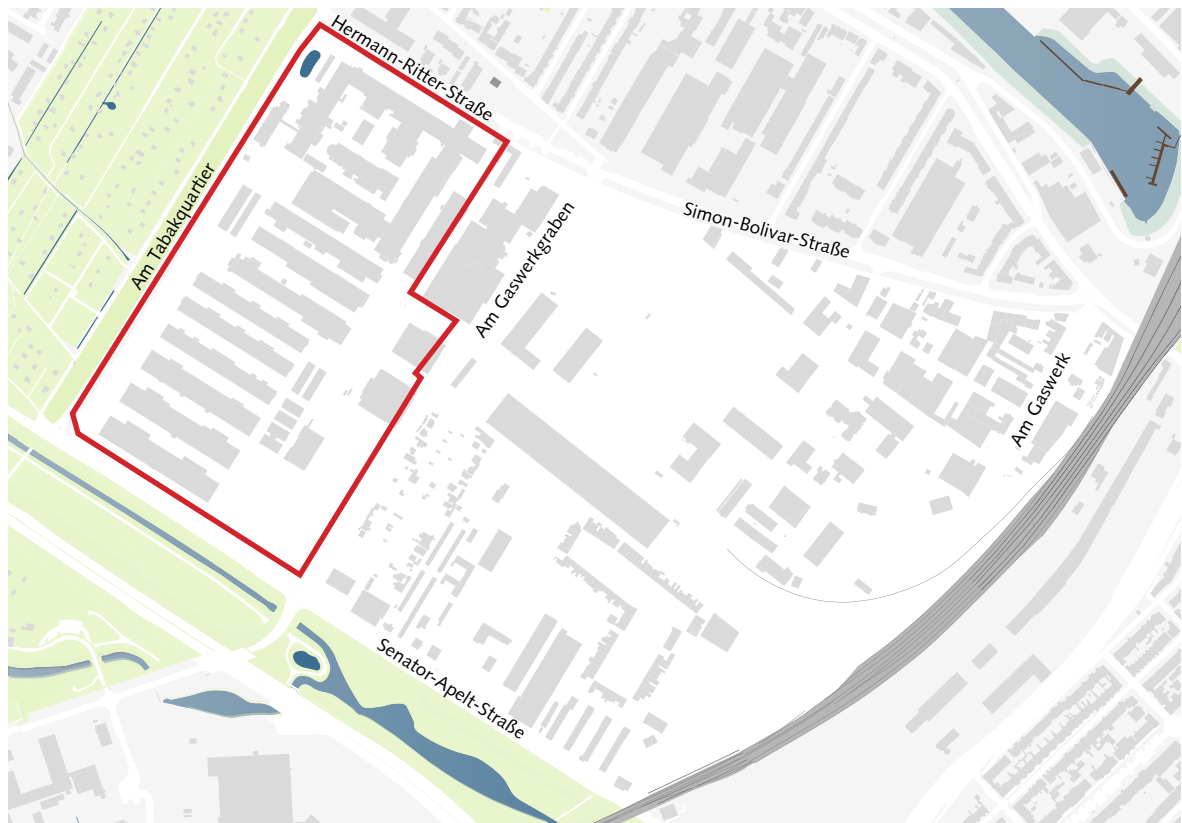 Hermann-Ritter-Straße
Am Tabakquartier
Am Gaswerkgraben
Simon-Bolivar-Straße
Am Gaswerk
Senator-Apelt-Straße